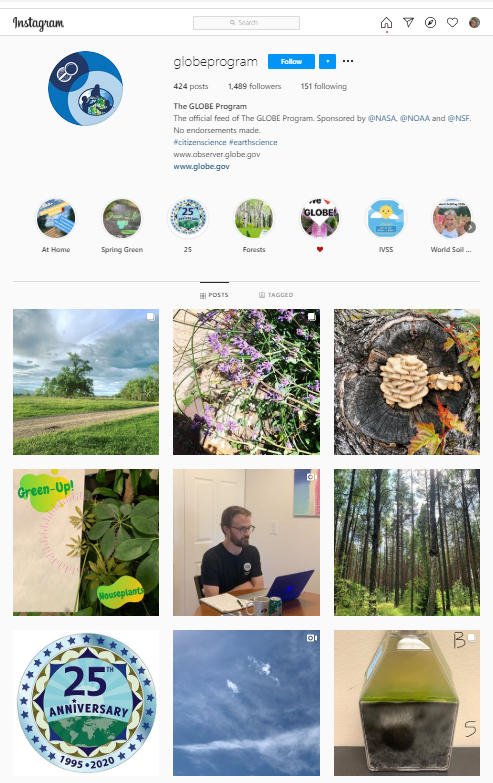 Instagram
Search
globeprogram
Follow
424 posts 1,489 followers 151 following
The GLOBE Program
The official feed of The GLOBE Program. Sponsored by @NASA, @NOAA and @NSF.
No endorsements made.
#citizenscience #earthscience
www.observer.globe.gov
www.globe.gov
25
GLOBE!
At Home Spring Green 25 Forests IVSS World Soil ...
POSTS TAGGED
Green-Up!
Houseplants
25TH
ANNIVERSARY
1995 • 2020
B
5